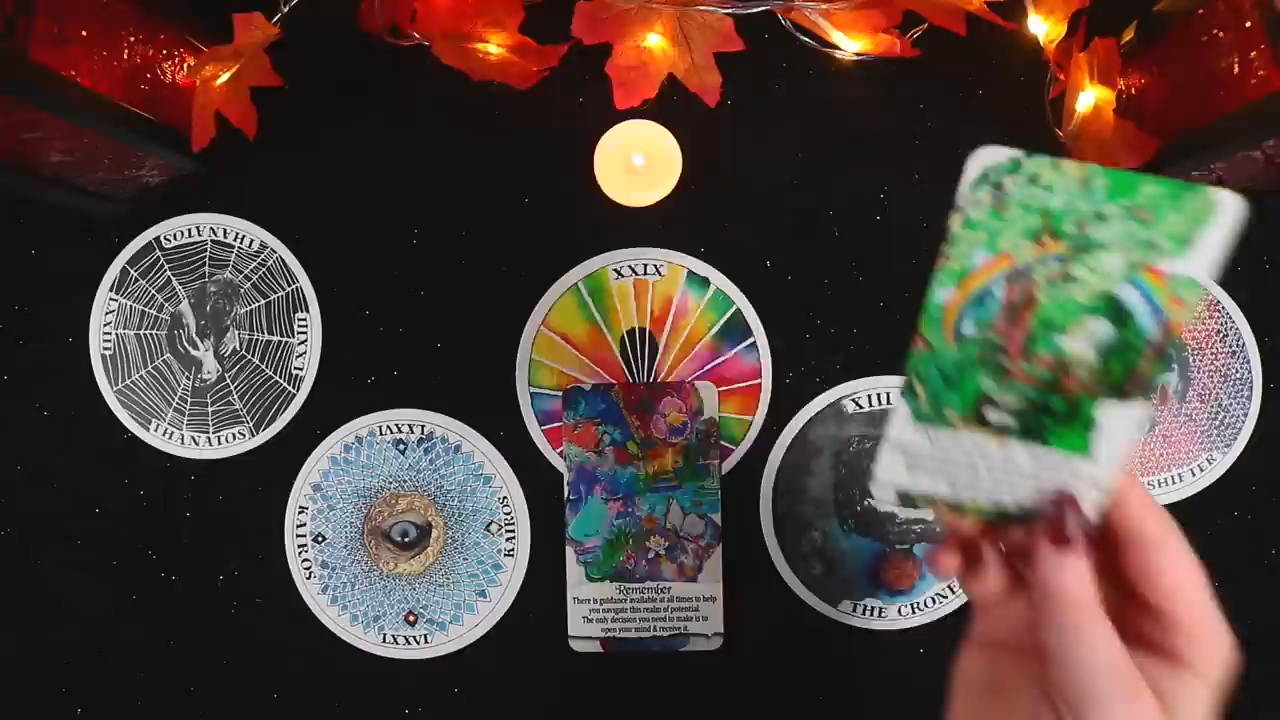 THANATOS
LXXIII
LXXIII
THANATOS
LXXVI
KAIROS
KAIROS
LXXVI
XXIX
Remember
There is guidance available at all times to help
you navigate this realm of potential.
The only decision you need to make is to
open your mind & receive it.
XIII
THE CRONE
SHIFTER